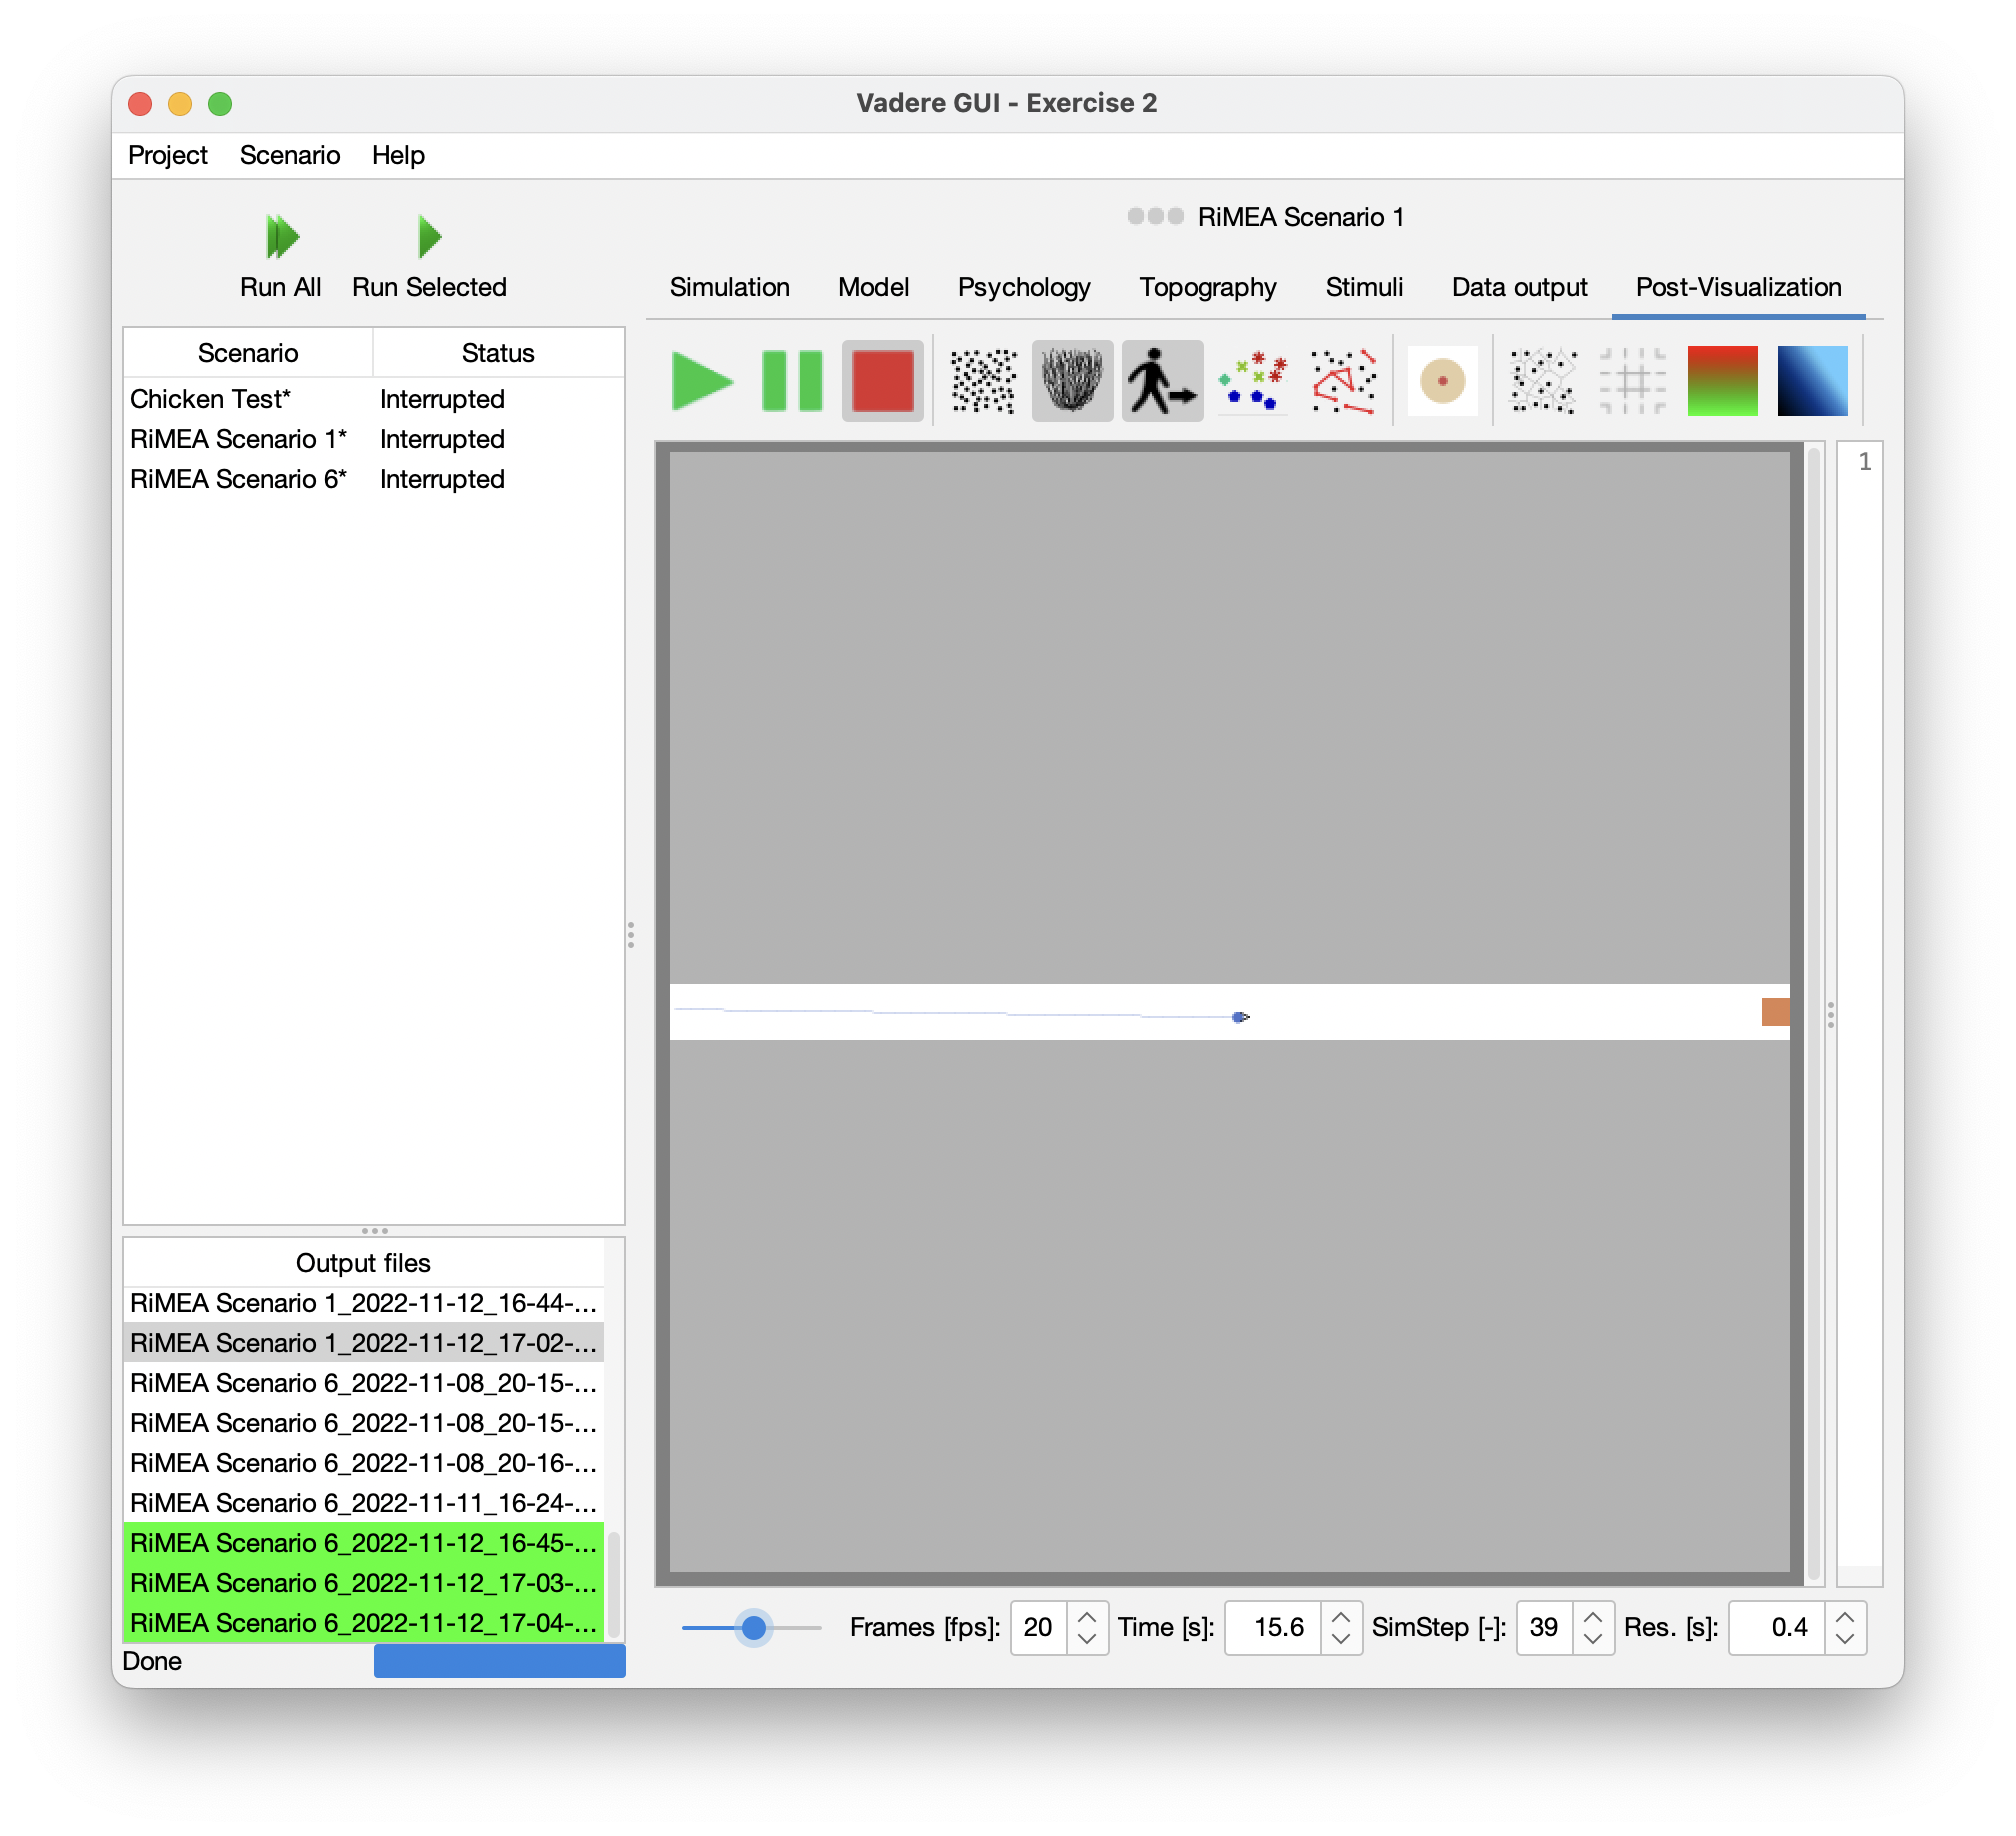 Vadere GUI - Exercise 2
Project Scenario Help
Run All Run Selected
RiMEA Scenario 1
Simulation Model Psychology Topography Stimuli Data output Post-Visualization
Scenario Status
Chicken Test* Interrupted
RiMEA Scenario 1* Interrupted
RiMEA Scenario 6* Interrupted
1
Output files
RiMEA Scenario 1_2022-11-12_16-44-...
RiMEA Scenario 1_2022-11-12_17-02-...
RiMEA Scenario 6_2022-11-08_20-15-...
RiMEA Scenario 6_2022-11-08_20-15-...
RiMEA Scenario 6_2022-11-08_20-16-...
RiMEA Scenario 6_2022-11-11_16-24-...
RiMEA Scenario 6_2022-11-12_16-45-...
RiMEA Scenario 6_2022-11-12_17-03-...
RiMEA Scenario 6_2022-11-12_17-04-...
Done
Frames [fps]: 20 Time [s]: 15.6 SimStep [-]: 39 Res. [s]: 0.4